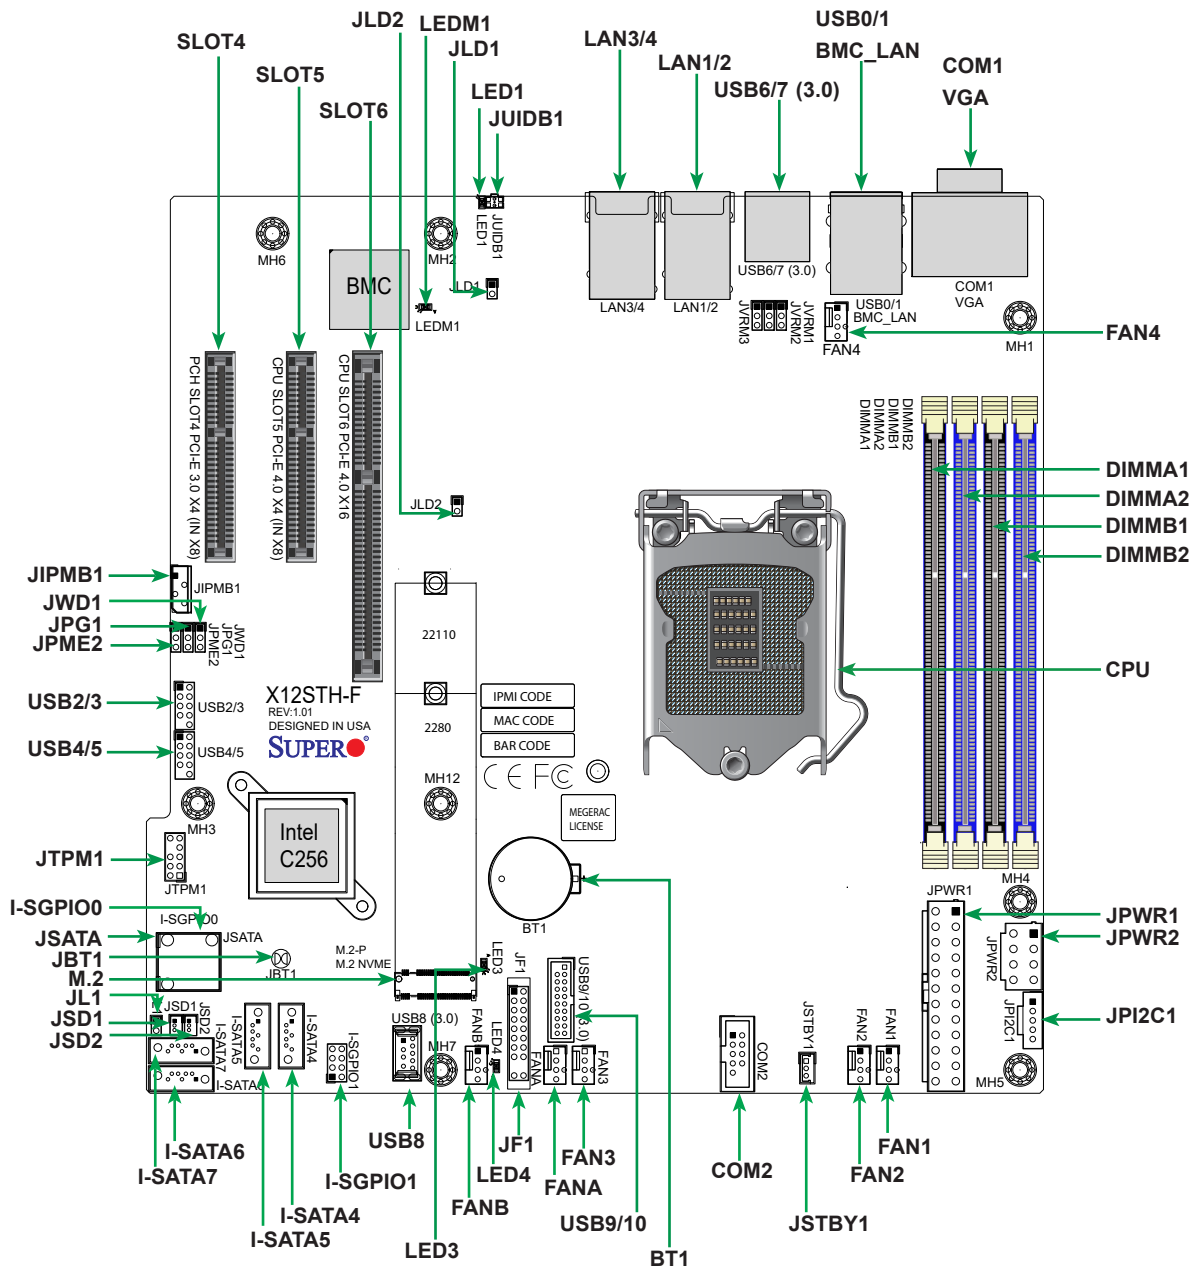 JLD2
LEDM1
JLD1
USB0/1
BMC_LAN
LAN3/4
LAN1/2
USB6/7 (3.0)
COM1
VGA
SLOT4
SLOT5
SLOT6
LED1
JUIDB1
LED1
JUIDB1
MH6
MH2
BMC
JLD1
LEDM1
LAN3/4
LAN1/2
USB6/7 (3.0)
USB0/1
BMC_LAN
COM1
VGA
JVRM3
JVRM2
JVRM1
FAN4
MH1
FAN4
PCH SLOT4 PCI-E 3.0 X4 (IN X8)
CPU SLOT5 PCI-E 4.0 X4 (IN X8)
CPU SLOT6 PCI-E 4.0 X16
DIMMA1
DIMMA2
DIMMB1
DIMMB2
DIMMA1
DIMMA2
DIMMB1
DIMMB2
JLD2
JIPMB1
JWD1
JPG1
JPME2
JIPMB1
JPME2
JPG1
JWD1
22110
2280
CPU
USB2/3
USB4/5
USB2/3
USB4/5
X12STH-F
REV:1.01
DESIGNED IN USA
SUPER
IPMI CODE
MAC CODE
BAR CODE
CE FC
MH12
MEGERAC
LICENSE
MH3
Intel
C256
JTPM1
JTPM1
BT1
MH4
I-SGPIO0
JSATA
JBT1
M.2
JL1
JSD1
JSD2
I-SGPIO0
JSATA
JBT1
M.2-P
M.2 NVME
LED3
JF1
USB9/10(3.0)
JPWR1
JPWR2
JPI2C1
JPWR1
JPWR2
JPI2C1
JSD1
JSD2
I-SATA7
I-SATA5
I-SATA4
I-SGPIO1
USB8 (3.0)
FANB
MH7
LED4
FANA
FAN3
COM2
JSTBY1
FAN2
FAN1
MH5
I-SATA6
I-SATA7
I-SATA4
I-SATA5
I-SGPIO1
USB8
LED3
FANB
LED4
JF1
FANA
FAN3
USB9/10
BT1
COM2
JSTBY1
FAN2
FAN1